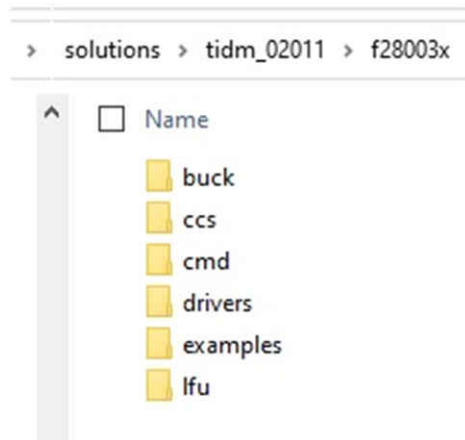 > solutions > tidm_02011 > f28003x
Name
buck
ccs
cmd
drivers
examples
lfu